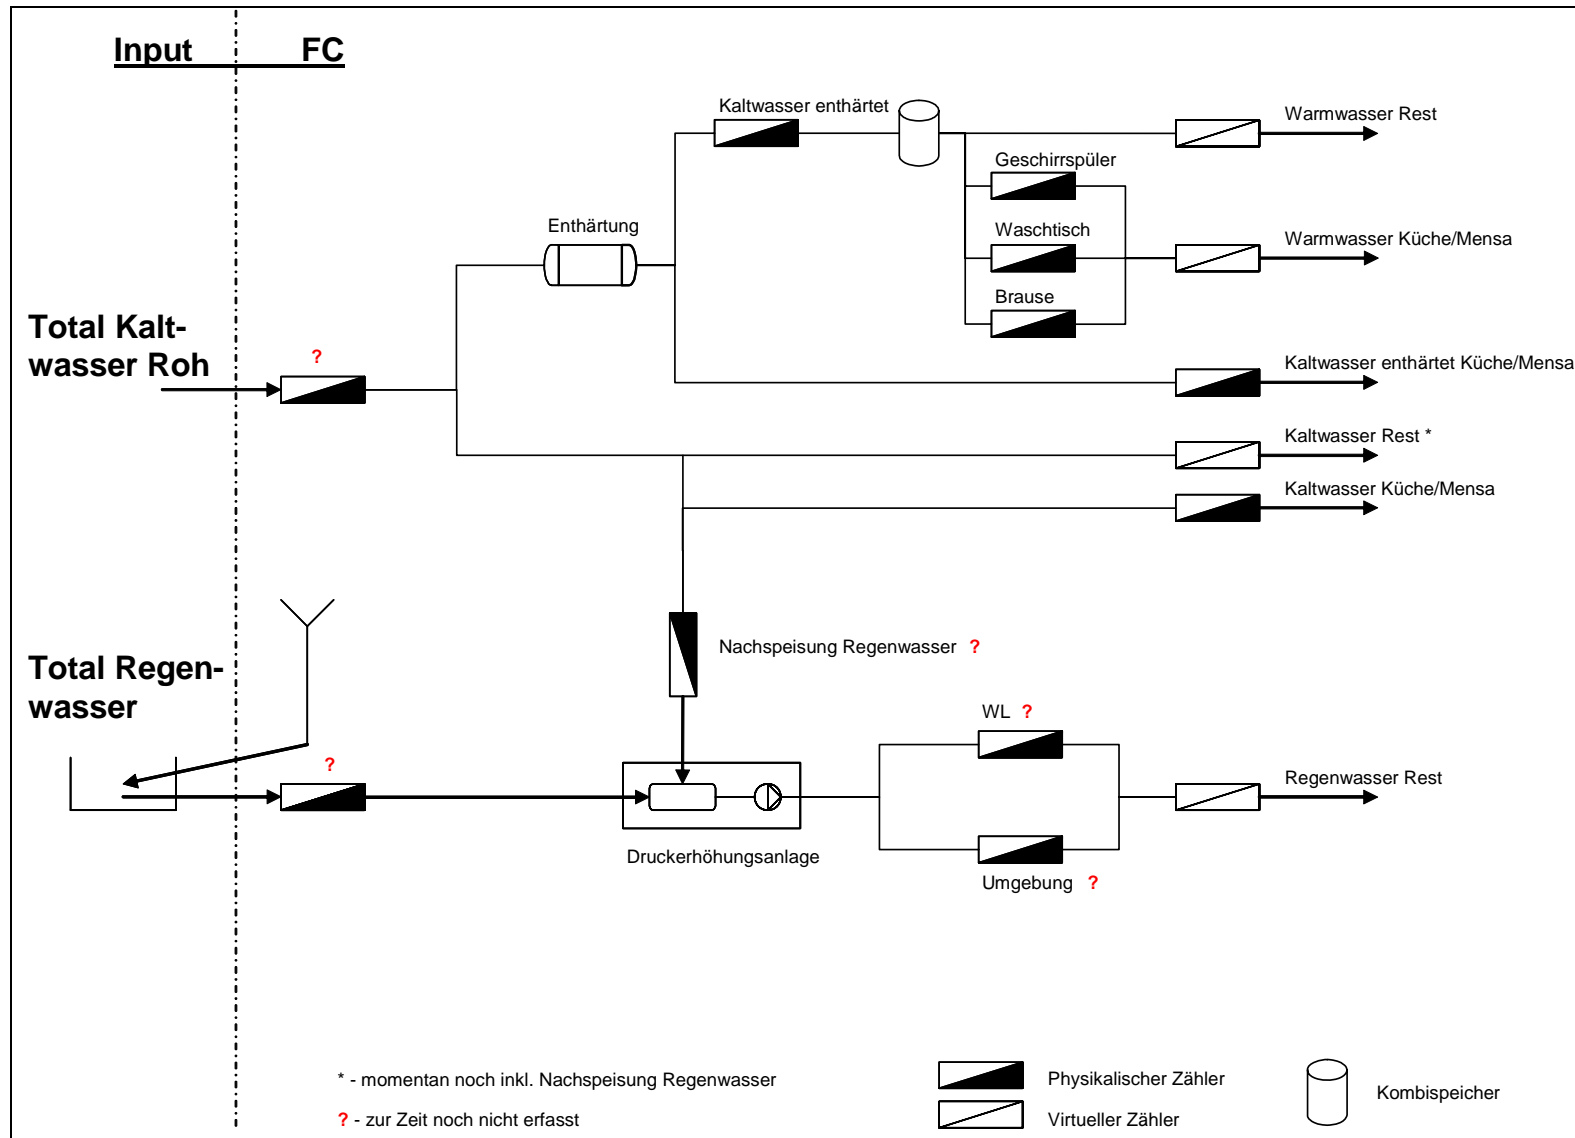 Input FC
Kaltwasser enthärtet
Warmwasser Rest
Geschirrspüler
Enthärtung
Waschtisch
Warmwasser Küche/Mensa
Brause
Total Kalt-
wasser Roh
?
Kaltwasser enthärtet Küche/Mensa
Kaltwasser Rest *
Kaltwasser Küche/Mensa
Nachspeisung Regenwasser ?
Total Regen-
wasser
WL ?
?
Regenwasser Rest
Druckerhöhungsanlage
Umgebung ?
* - momentan noch inkl. Nachspeisung Regenwasser
? - zur Zeit noch nicht erfasst
Physikalischer Zähler
Virtueller Zähler
Kombispeicher